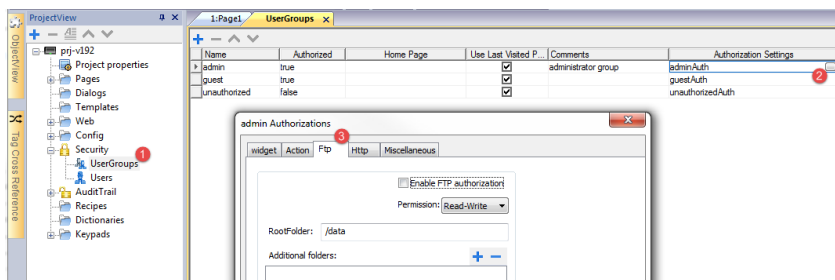 ProjectView
1:Page1
UserGroups
ObjectView
Tag Cross Reference
prj-v192
Project properties
Pages
Dialogs
Templates
Web
Config
Security
UserGroups
1
Users
AuditTrail
Recipes
Dictionaries
Keypads
Name Authorized Home Page Use Last Visited P... Comments Authorization Settings
admin true administrator group adminAuth
2
guest true guestAuth
unauthorized false unauthorizedAuth
admin Authorizations
3
widget Action Ftp Http Miscellaneous
Enable FTP authorization
Permission: Read-Write
RootFolder: /data
Additional folders: